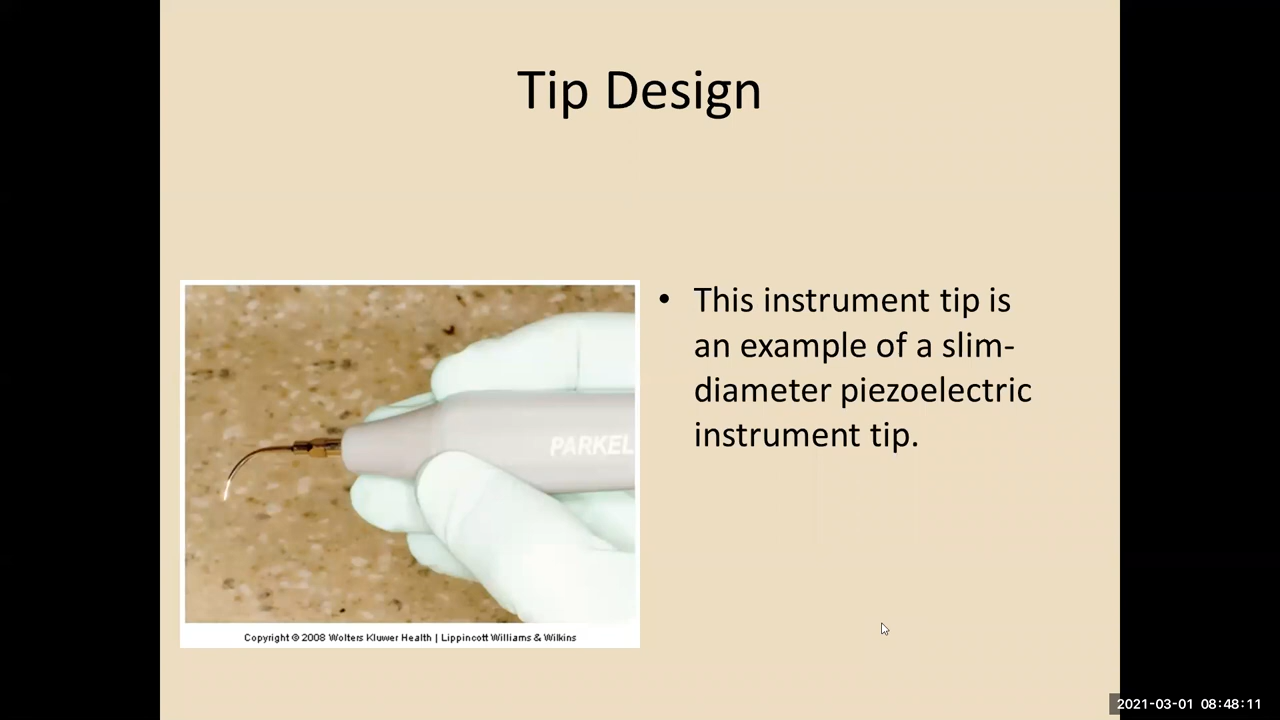 Tip Design
• This instrument tip is
an example of a slim-
diameter piezoelectric
instrument tip.
PARKEL
Copyright © 2008 Wolters Kluwer Health | Lippincott Williams & Wilkins
2021-03-01 08:48:11